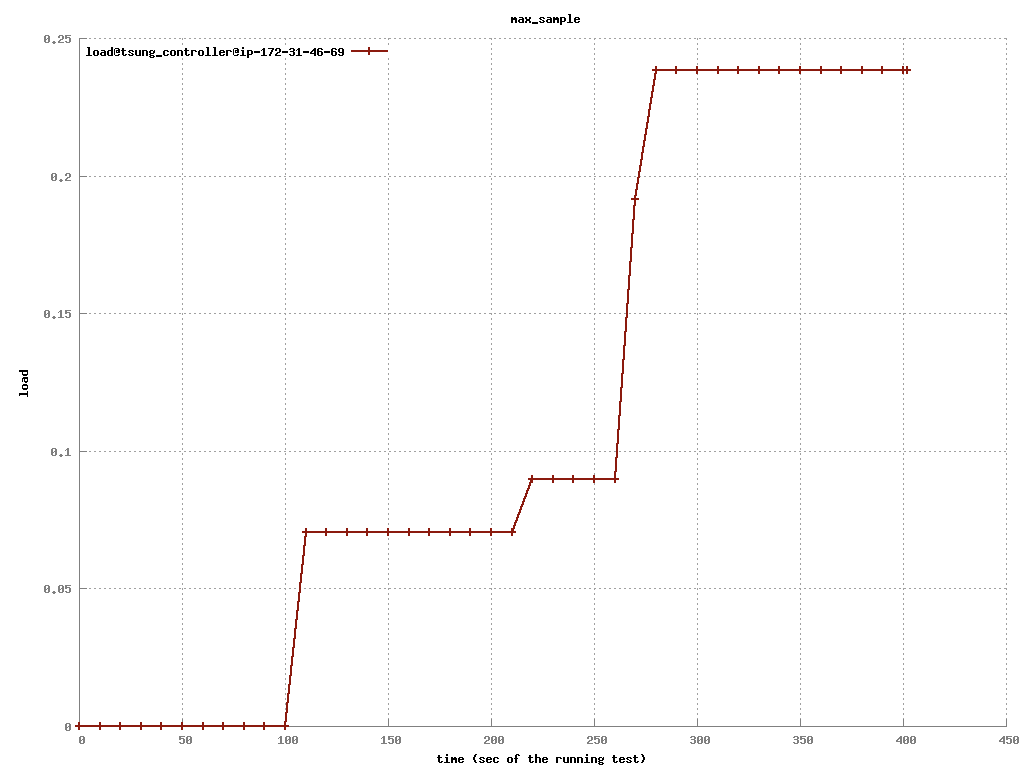 max_sample
load@tsung_controller@ip-172-31-46-69
0.25
0.2
0.15
0.1
0.05
0
load
0 50 100 150 200 250 300 350 400 450
time (sec of the running test)